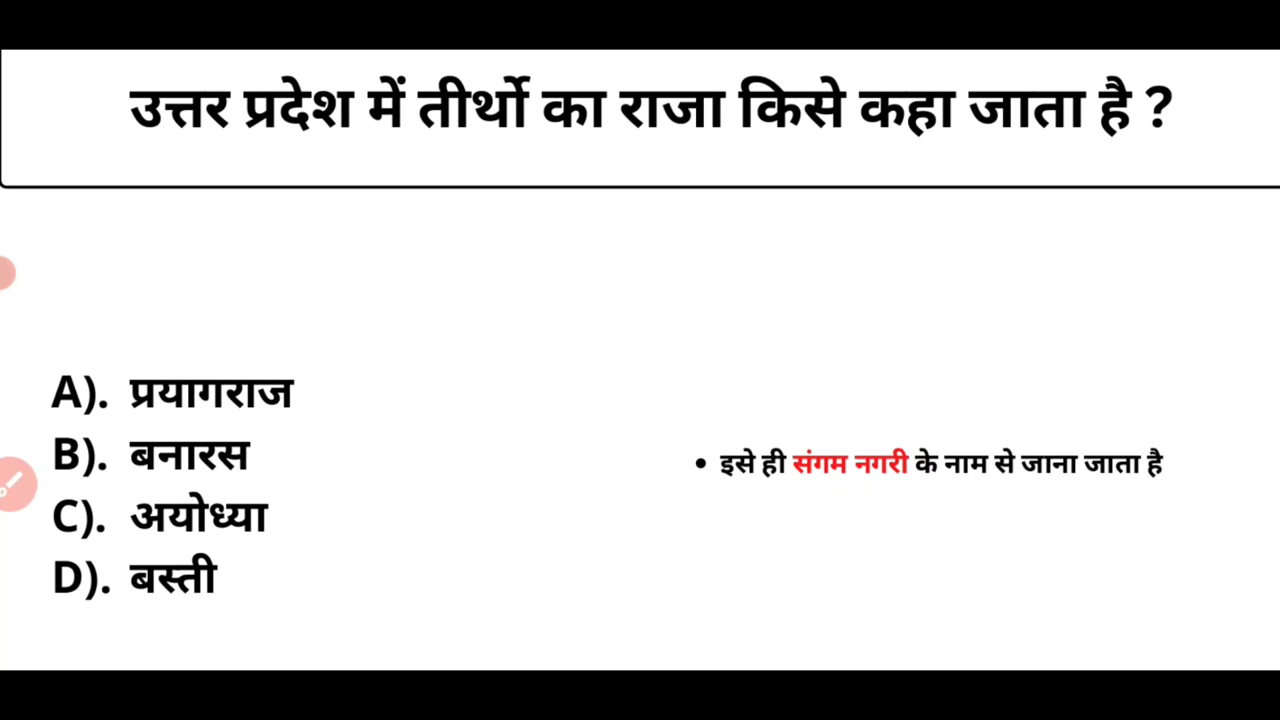 उत्तर प्रदेश में तीर्थो का राजा किसे कहा जाता है ?
A). प्रयागराज
B). बनारस
• इसे ही संगम नगरी के नाम से जाना जाता है
C). अयोध्या
D). बस्ती